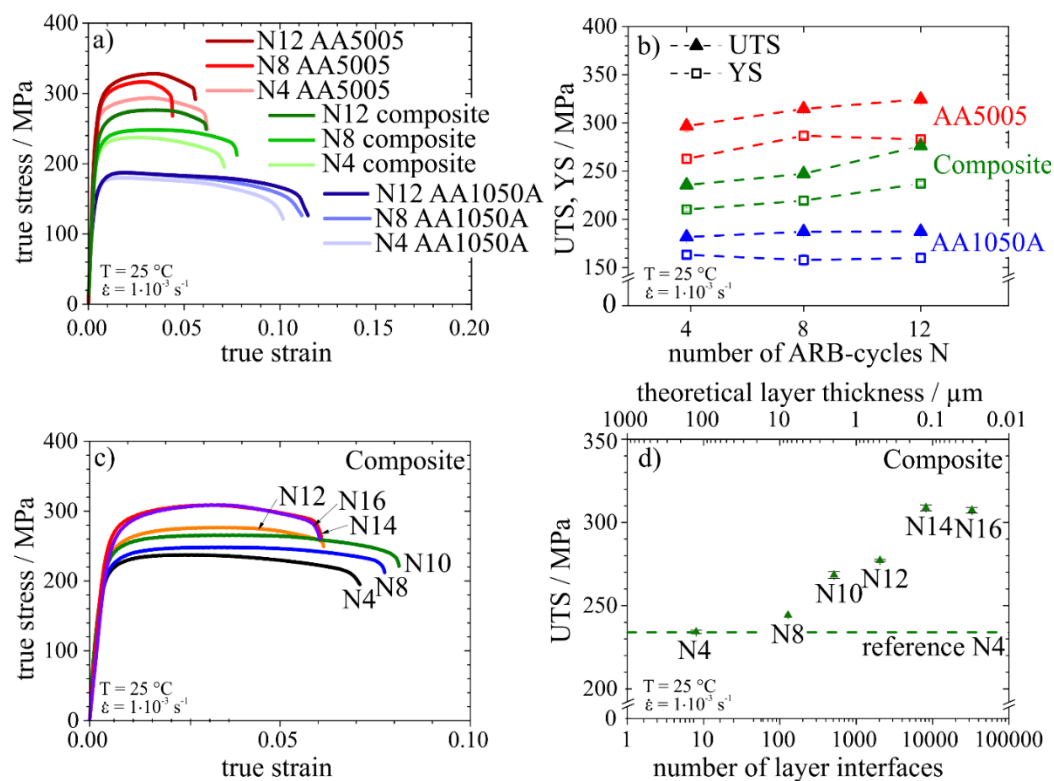 a)
400
300
200
100
0
true stress / MPa
N12 AA5005
N8 AA5005
N4 AA5005
N12 composite
N8 composite
N4 composite
N12 AA1050A
N8 AA1050A
N4 AA1050A
T = 25 °C
ε̇ = 1·10⁻³ s⁻¹
0.00 0.05 0.10 0.15 0.20
true strain
b)
400
350
300
250
200
150
0
UTS, YS / MPa
UTS
YS
AA5005
Composite
AA1050A
T = 25 °C
ε̇ = 1·10⁻³ s⁻¹
4 8 12
number of ARB-cycles N
c)
Composite
400
300
200
100
0
true stress / MPa
N12
N16
N14
N10
N8
N4
T = 25 °C
ε̇ = 1·10⁻³ s⁻¹
0.00 0.05 0.10
true strain
theoretical layer thickness / µm
1000 100 10 1 0.1 0.01
d)
Composite
350
300
250
200
0
UTS / MPa
N14
N16
N12
N10
N8
N4
reference N4
T = 25 °C
ε̇ = 1·10⁻³ s⁻¹
1 10 100 1000 10000 100000
number of layer interfaces